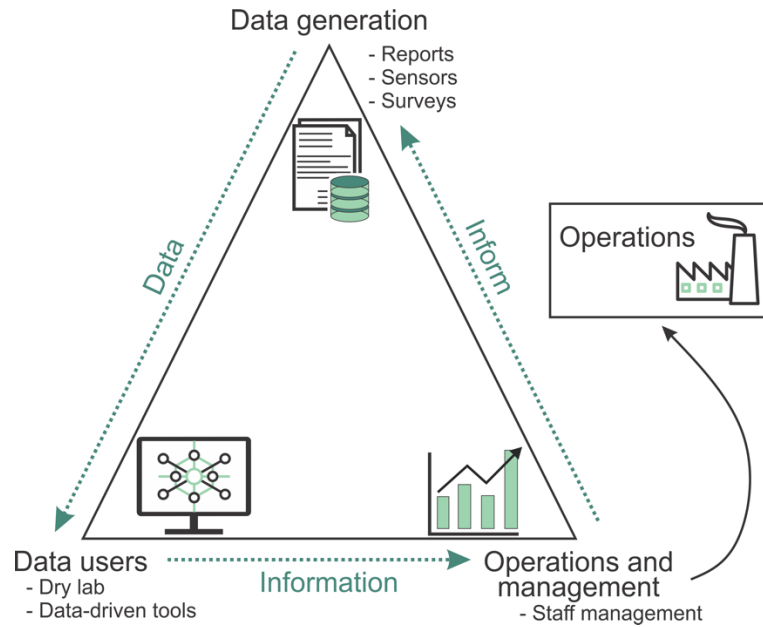 Data generation
- Reports
- Sensors
- Surveys
Data
Inform
Operations
Data users
- Dry lab
- Data-driven tools
Information
Operations and
management
- Staff management